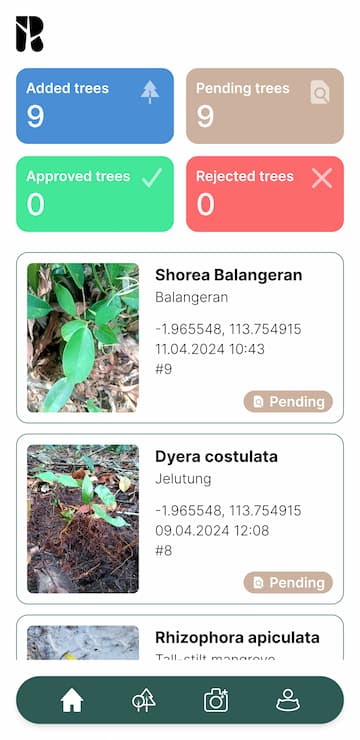 R
Added trees
9
Pending trees
9
Approved trees
0
Rejected trees
0
Shorea Balangeran
Balangeran
-1.965548, 113.754915
11.04.2024 10:43
#9
Pending
Dyera costulata
Jelutung
-1.965548, 113.754915
09.04.2024 12:08
#8
Pending
Rhizophora apiculata
Tall-stilt mangrove